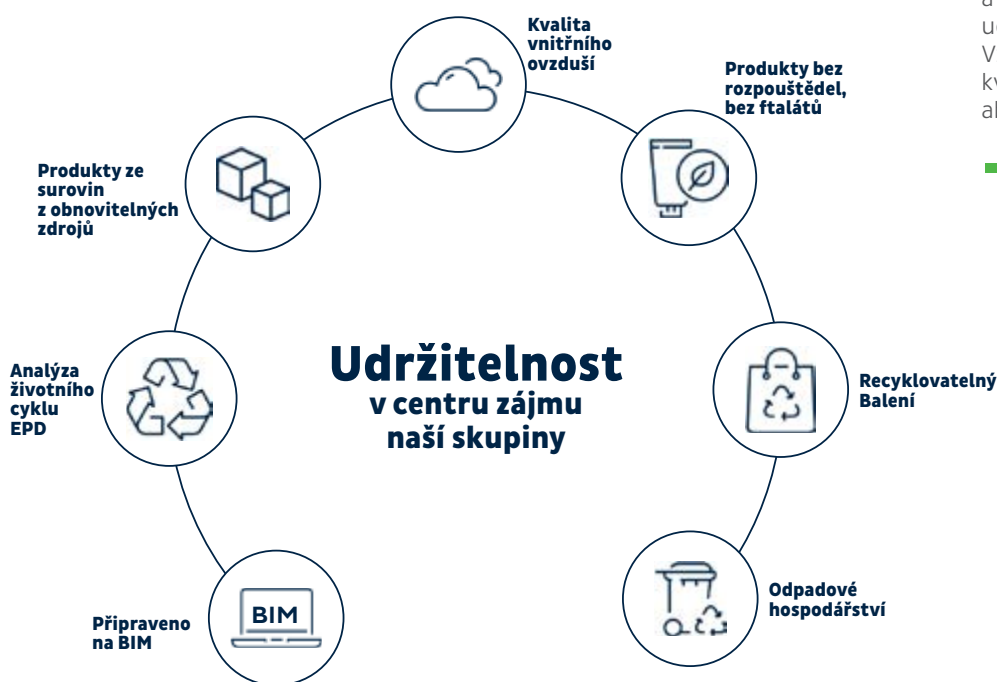 Kvalita
vnitřního
ovzduší
Produkty bez
rozpouštědel,
bez ftalátů
Produkty ze
surovin
z obnovitelných
zdrojů
Udržitelnost
v centru zájmu
naší skupiny
Analýza
životního
cyklu
EPD
Recyklovatelný
Balení
Připraveno
na BIM
BIM
Odpadové
hospodářství